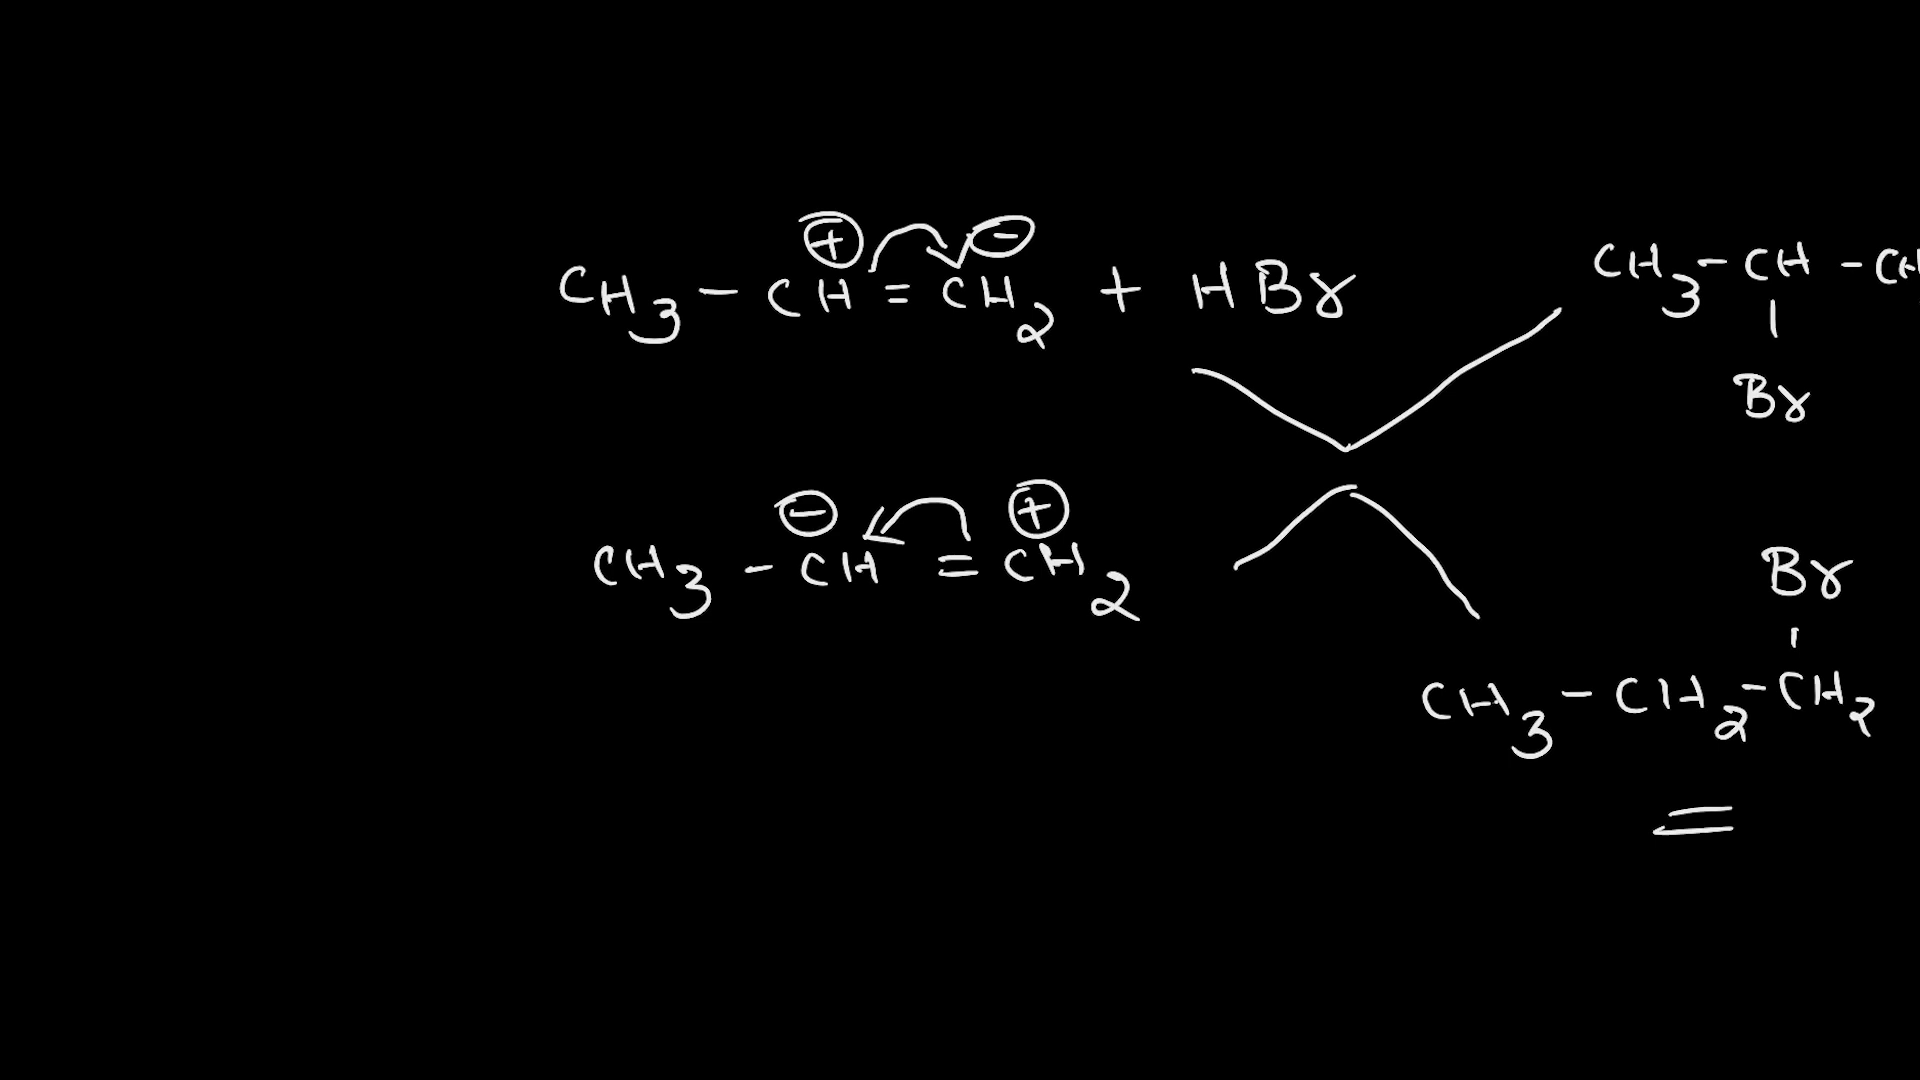 ⊕ ⊖
CH3 - CH = CH2 + HBr
CH3 - CH - CH
|
Br
⊖ ⊕
CH3 - CH = CH2
Br
|
CH3 - CH2 - CH2